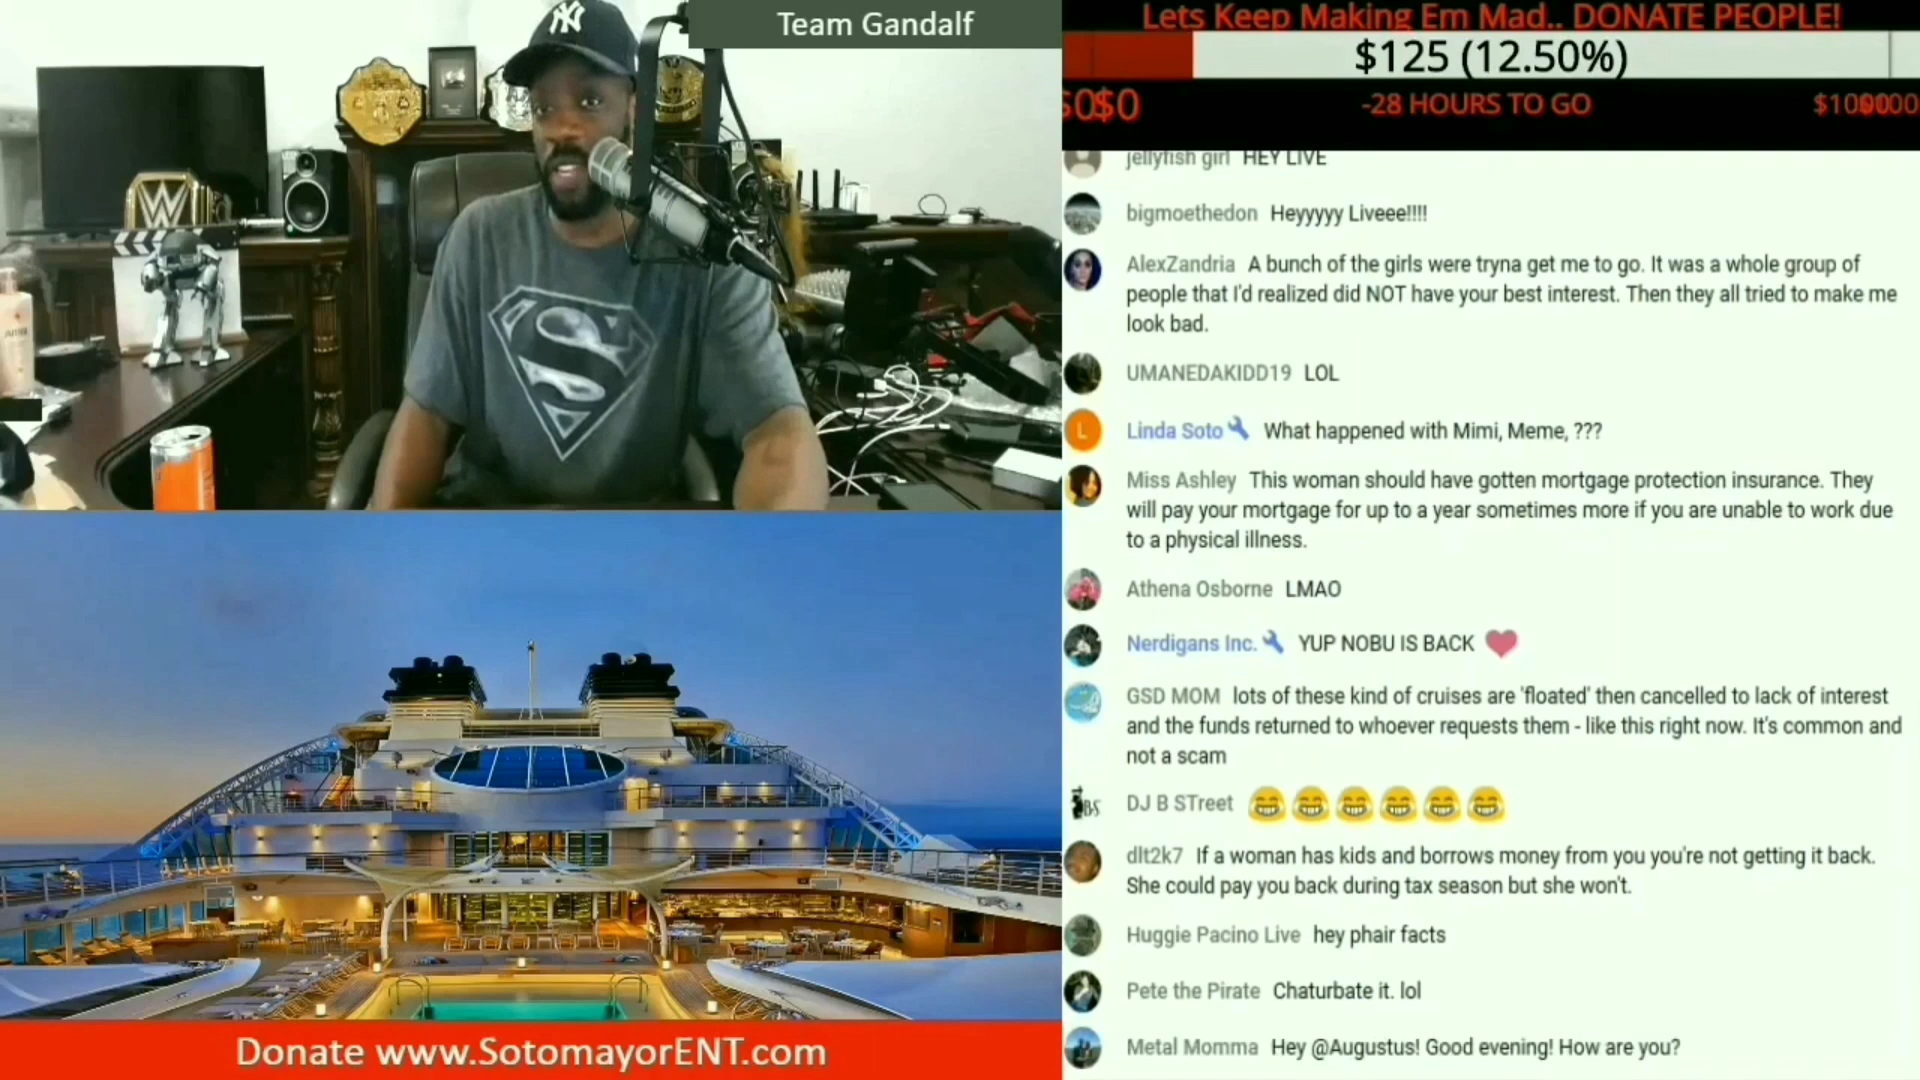 Team Gandalf
Lets Keep Making Em Mad.. DONATE PEOPLE!
$125 (12.50%)
$0$0
-28 HOURS TO GO
jellyfish girl HEY LIVE
bigmoethedon Heyyyyy Liveee!!!!
AlexZandria A bunch of the girls were tryna get me to go. It was a whole group of
people that I'd realized did NOT have your best interest. Then they all tried to make me
look bad.
UMANEDAKIDD19 LOL
L
Linda Soto What happened with Mimi, Meme, ???
Miss Ashley This woman should have gotten mortgage protection insurance. They
will pay your mortgage for up to a year sometimes more if you are unable to work due
to a physical illness.
Athena Osborne LMAO
Nerdigans Inc. YUP NOBU IS BACK ❤
GSD MOM lots of these kind of cruises are 'floated' then cancelled to lack of interest
and the funds returned to whoever requests them - like this right now. It's common and
not a scam
BS
DJ B STreet 😂😂😂😂😂😂
dlt2k7 If a woman has kids and borrows money from you you're not getting it back.
She could pay you back during tax season but she won't.
Huggie Pacino Live hey phair facts
Pete the Pirate Chaturbate it. lol
Metal Momma Hey @Augustus! Good evening! How are you?
NY
W
S
Donate www.SotomayorENT.com